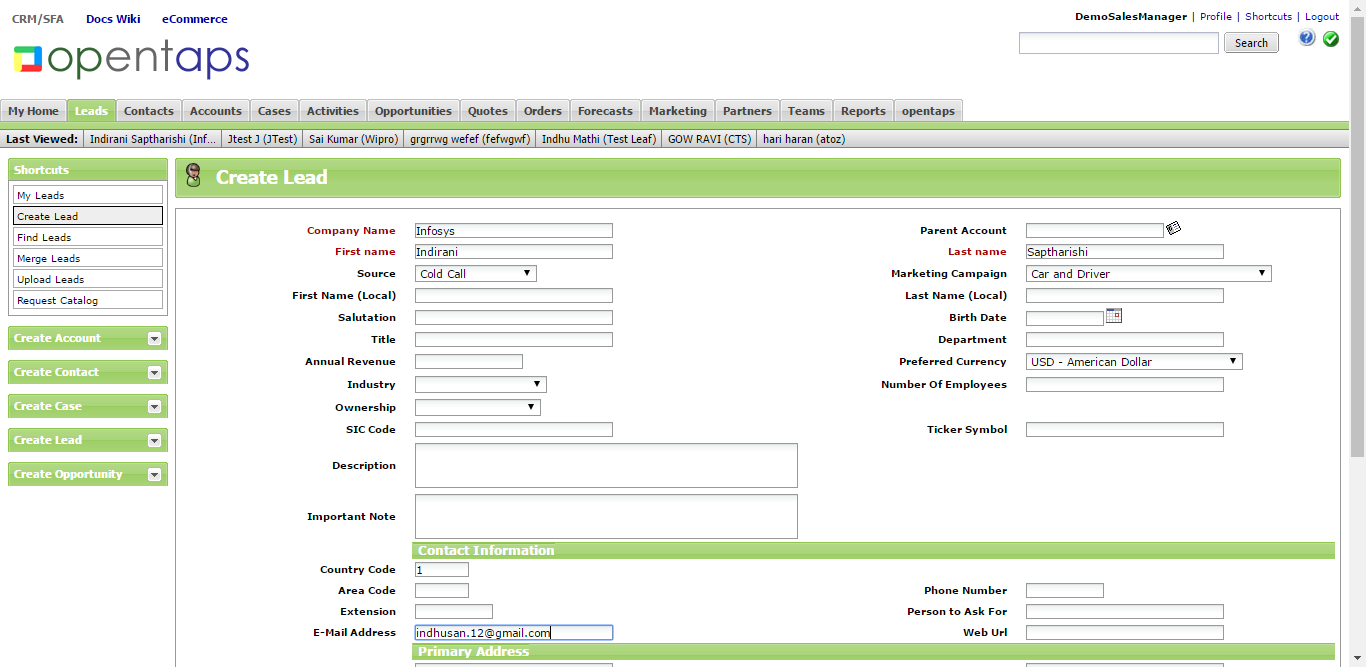 CRM/SFA Docs Wiki eCommerce
DemoSalesManager | Profile | Shortcuts | Logout
opentaps
Search
?
My Home Leads Contacts Accounts Cases Activities Opportunities Quotes Orders Forecasts Marketing Partners Teams Reports opentaps
Last Viewed: Indirani Saptharishi (Inf... Jtest J (JTest) Sai Kumar (Wipro) grgrrwg wefef (fefwgwf) Indhu Mathi (Test Leaf) GOW RAVI (CTS) hari haran (atoz)
Shortcuts
My Leads
Create Lead
Find Leads
Merge Leads
Upload Leads
Request Catalog
Create Account
Create Contact
Create Case
Create Lead
Create Opportunity
Create Lead
Company Name Infosys Parent Account
First name Indirani Last name Saptharishi
Source Cold Call Marketing Campaign Car and Driver
First Name (Local) Last Name (Local)
Salutation Birth Date
Title Department
Annual Revenue Preferred Currency USD - American Dollar
Industry Number Of Employees
Ownership
SIC Code Ticker Symbol
Description
Important Note
Contact Information
Country Code 1
Area Code Phone Number
Extension Person to Ask For
E-Mail Address indhusan.12@gmail.com Web Url
Primary Address